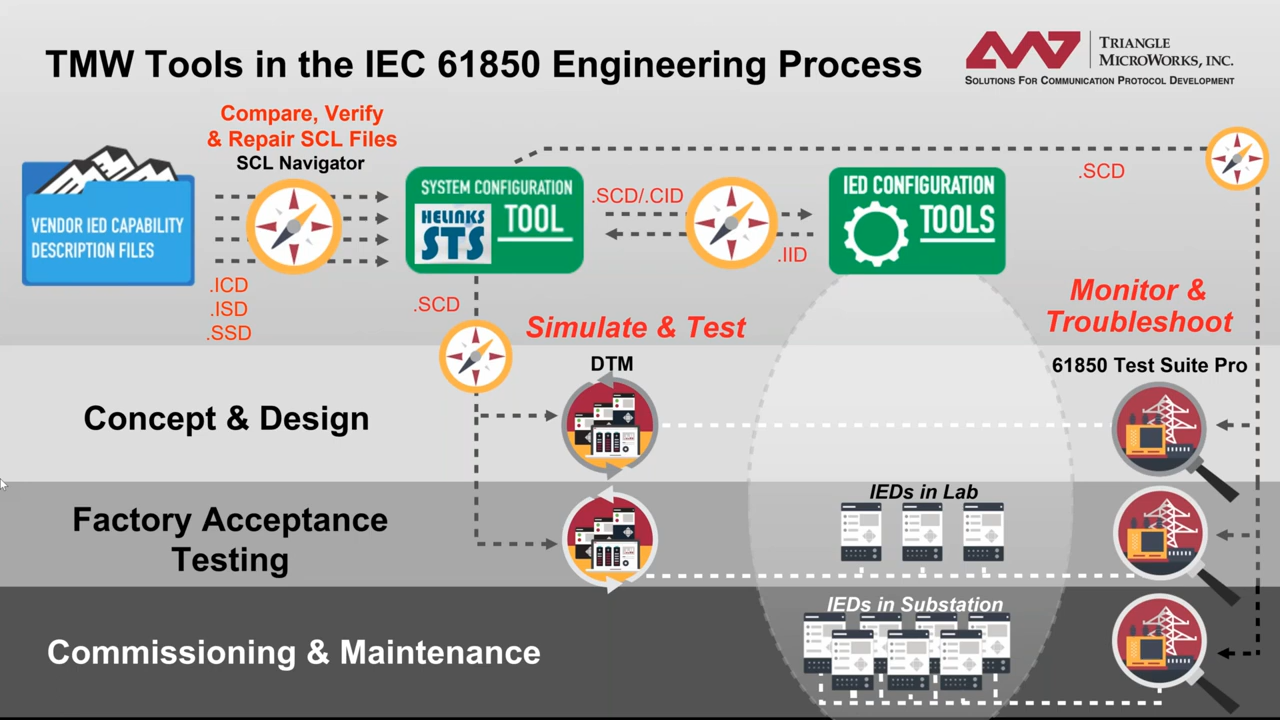 TMW Tools in the IEC 61850 Engineering Process
TRIANGLE
MICROWORKS, INC.
SOLUTIONS FOR COMMUNICATION PROTOCOL DEVELOPMENT
Compare, Verify
& Repair SCL Files
SCL Navigator
VENDOR IED CAPABILITY
DESCRIPTION FILES
.ICD
.ISD
.SSD
SYSTEM CONFIGURATION
TOOL
HELINKS
STS
.SCD/.CID
.IID
IED CONFIGURATION
TOOLS
.SCD
.SCD
Simulate & Test
DTM
Monitor &
Troubleshoot
61850 Test Suite Pro
Concept & Design
Factory Acceptance
Testing
IEDs in Lab
Commissioning & Maintenance
IEDs in Substation